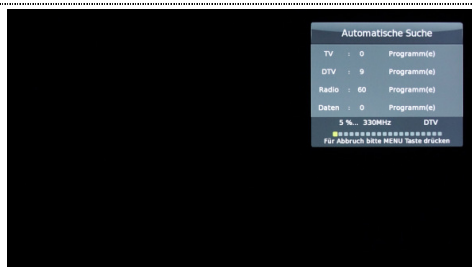 Automatische Suche
TV : 0 Programm(e)
DTV : 9 Programm(e)
Radio : 60 Programm(e)
Daten : 0 Programm(e)
5 %... 330MHz DTV
Für Abbruch bitte MENU Taste drücken